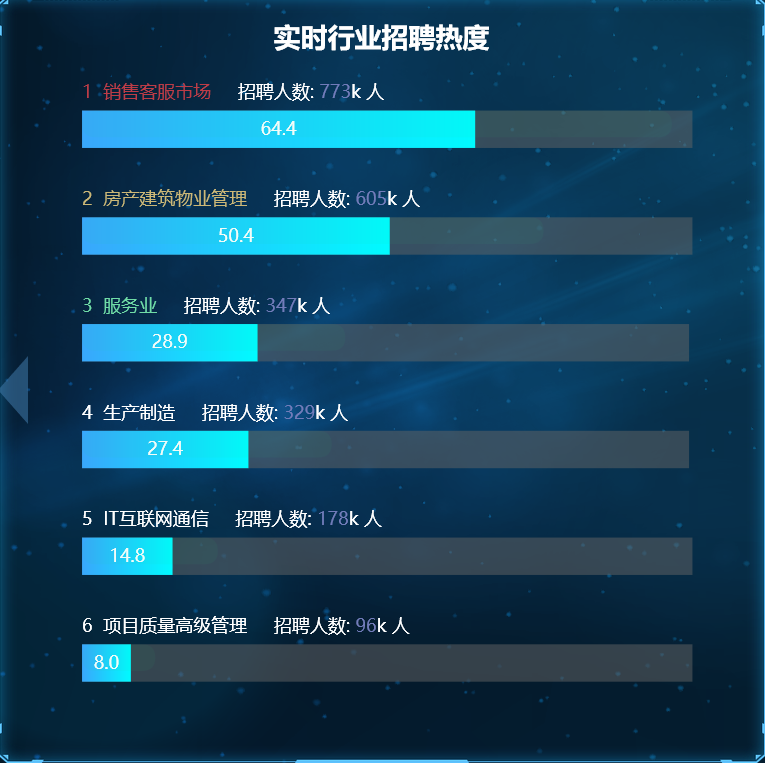 实时行业招聘热度
1 销售客服市场 招聘人数: 773k 人
64.4
2 房产建筑物业管理 招聘人数: 605k 人
50.4
3 服务业 招聘人数: 347k 人
28.9
4 生产制造 招聘人数: 329k 人
27.4
5 IT互联网通信 招聘人数: 178k 人
14.8
6 项目质量高级管理 招聘人数: 96k 人
8.0